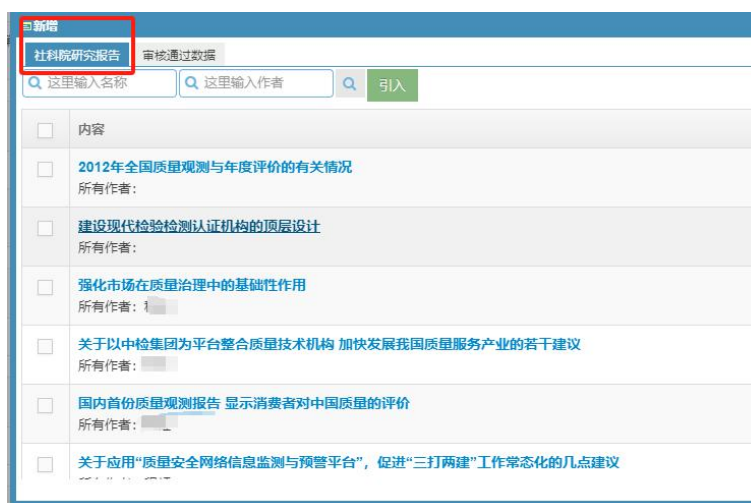 新增
社科院研究报告 审核通过数据
这里输入名称 这里输入作者 引入
内容
2012年全国质量观测与年度评价的有关情况
所有作者：
建设现代检验检测认证机构的顶层设计
所有作者：
强化市场在质量治理中的基础性作用
所有作者：
关于以中检集团为平台整合质量技术机构 加快发展我国质量服务产业的若干建议
所有作者：
国内首份质量观测报告 显示消费者对中国质量的评价
所有作者：
关于应用“质量安全网络信息监测与预警平台”，促进“三打两建”工作常态化的几点建议